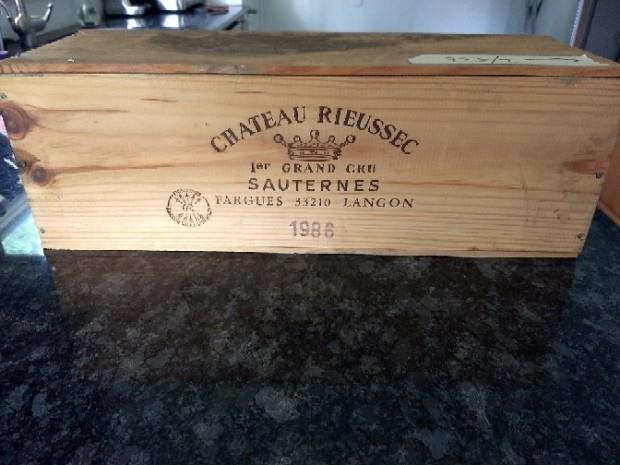 CHATEAU RIEUSSEC
1er GRAND CRU
SAUTERNES
FARGUES 33210 LANGON
1986